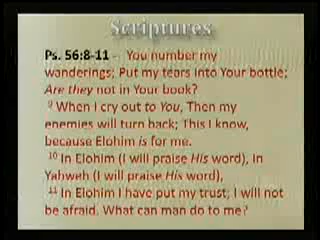 Scriptures
Ps. 56:8-11 - You number my
wanderings; Put my tears into Your bottle;
Are they not in Your book?
9 When I cry out to You, Then my
enemies will turn back; This I know,
because Elohim is for me.
10 In Elohim (I will praise His word), In
Yahweh (I will praise His word),
11 In Elohim I have put my trust; I will not
be afraid. What can man do to me?